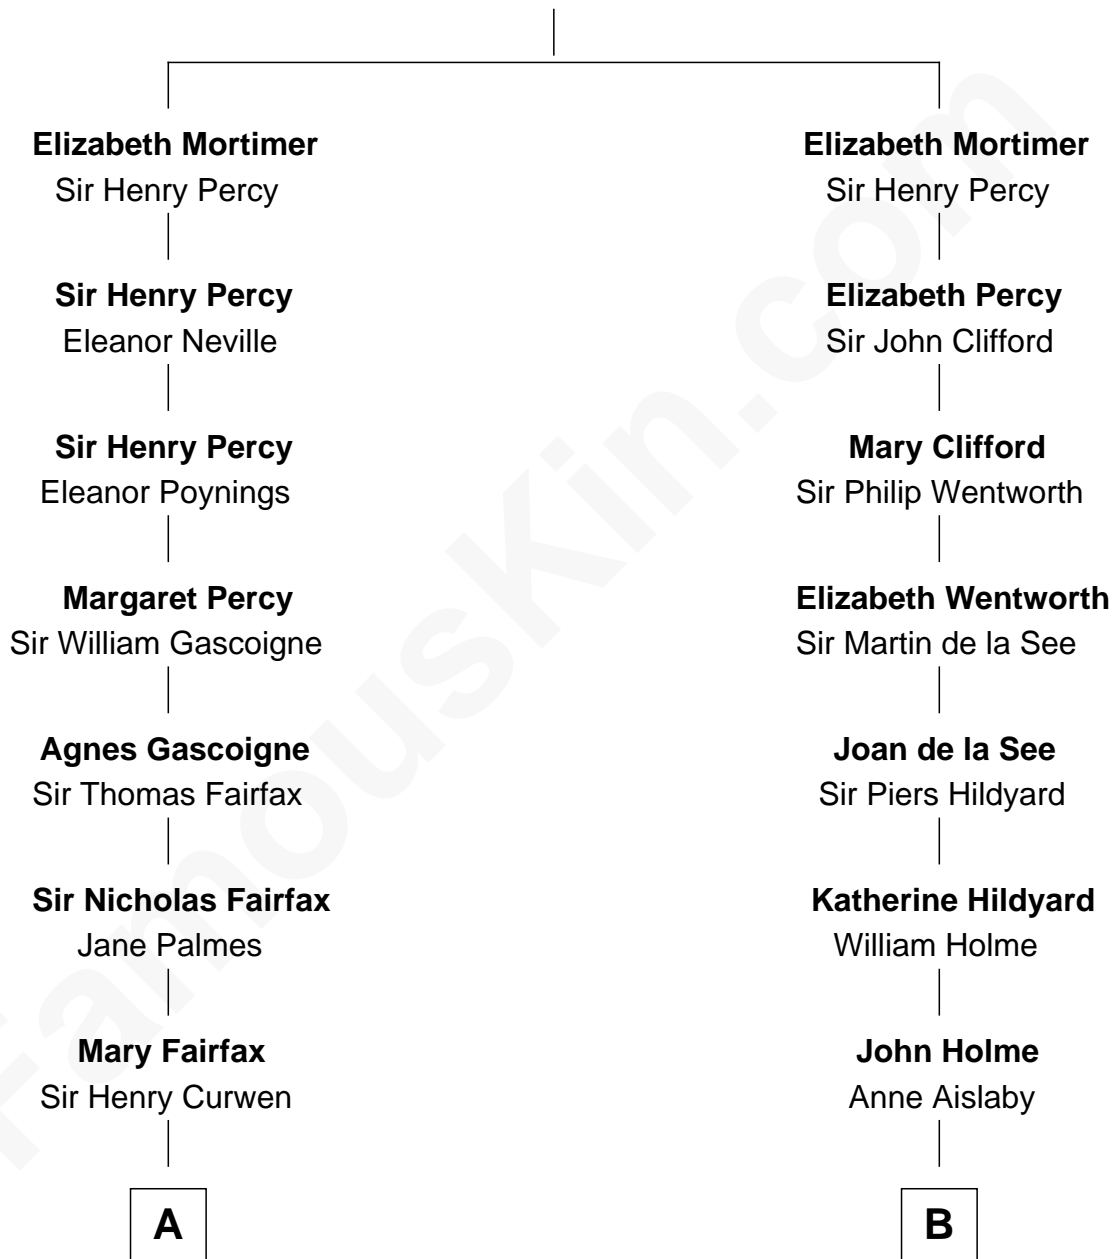 Elizabeth Mortimer
Sir Henry Percy
Sir Henry Percy
Eleanor Neville
Sir Henry Percy
Eleanor Poynings
Margaret Percy
Sir William Gascoigne
Agnes Gascoigne
Sir Thomas Fairfax
Sir Nicholas Fairfax
Jane Palmes
Mary Fairfax
Sir Henry Curwen
A
Elizabeth Mortimer
Sir Henry Percy
Elizabeth Percy
Sir John Clifford
Mary Clifford
Sir Philip Wentworth
Elizabeth Wentworth
Sir Martin de la See
Joan de la See
Sir Piers Hildyard
Katherine Hildyard
William Holme
John Holme
Anne Aislaby
B
FamousKin.com